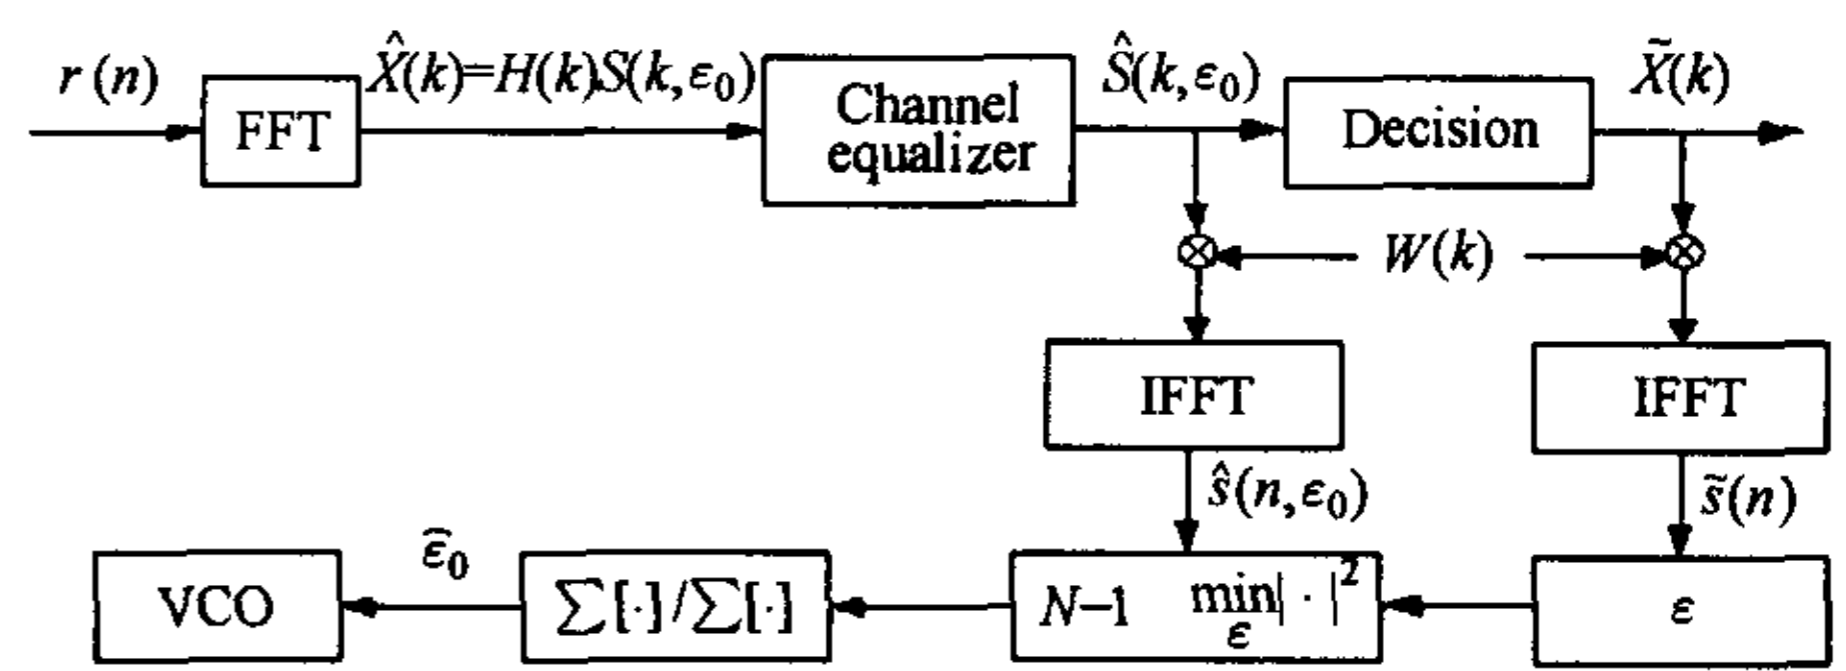 r(n)
FFT
X̂(k)=H(k)S(k,ε₀)
Channel
equalizer
Ŝ(k,ε₀)
Decision
X̃(k)
W(k)
IFFT
IFFT
ŝ(n,ε₀)
s̃(n)
VCO
ε̂₀
∑[·]/∑[·]
N−1 min|·|²
ε
ε